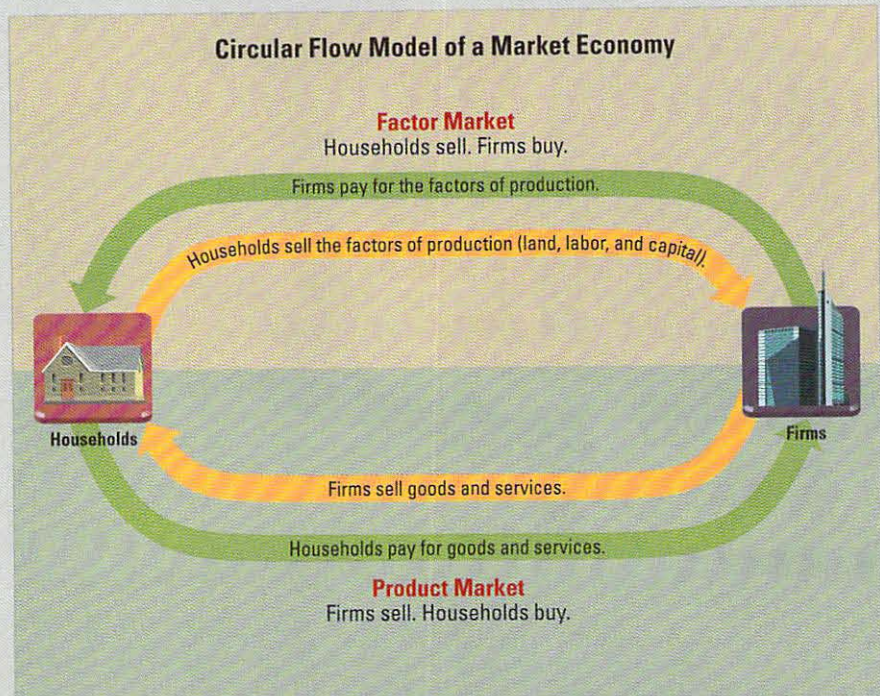 Circular Flow Model of a Market Economy
Factor Market
Households sell. Firms buy.
Firms pay for the factors of production.
Households sell the factors of production (land, labor, and capital).
Households
Firms
Firms sell goods and services.
Households pay for goods and services.
Product Market
Firms sell. Households buy.